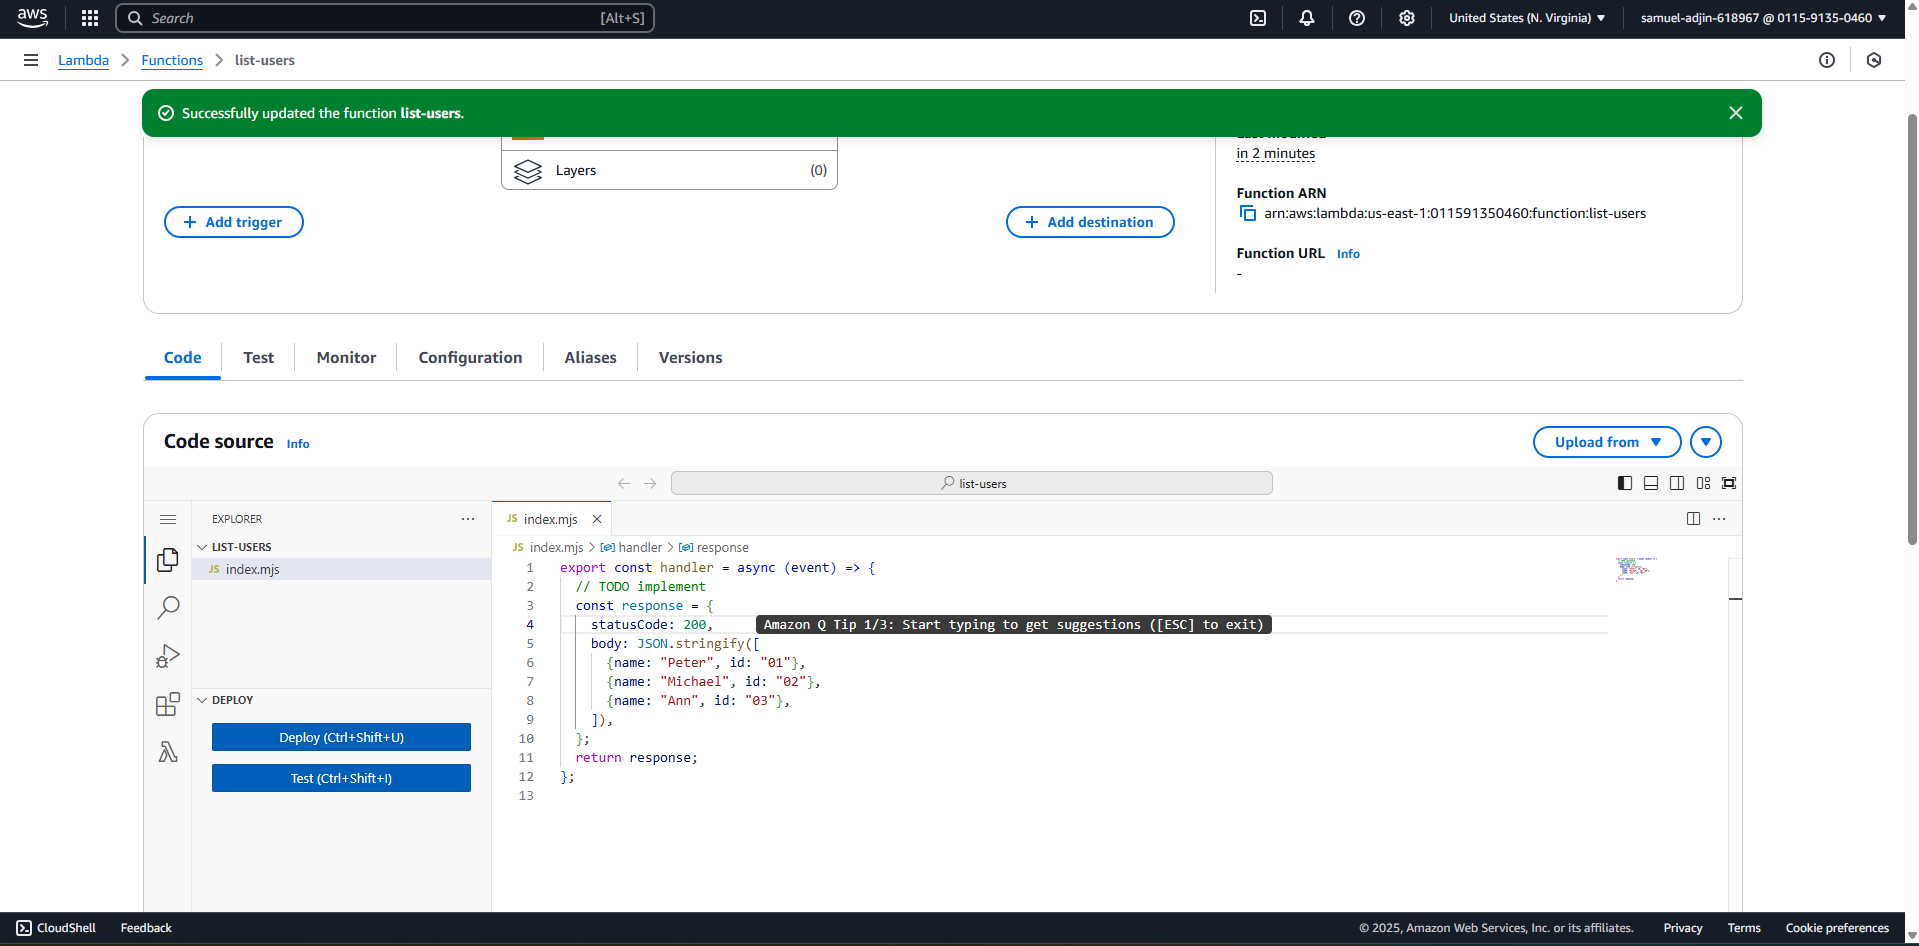 aws
Search [Alt+S]
United States (N. Virginia)
samuel-adjin-618967 @ 0115-9135-0460
Lambda
Functions
list-users
Successfully updated the function list-users.
Layers (0)
in 2 minutes
Function ARN
arn:aws:lambda:us-east-1:011591350460:function:list-users
+ Add trigger
+ Add destination
Function URL Info
-
Code
Test
Monitor
Configuration
Aliases
Versions
Code source Info
Upload from
list-users
EXPLORER
LIST-USERS
JS index.mjs
DEPLOY
Deploy (Ctrl+Shift+U)
Test (Ctrl+Shift+I)
JS index.mjs
JS index.mjs > handler > response
1 export const handler = async (event) => {
2 // TODO implement
3 const response = {
4 statusCode: 200, Amazon Q Tip 1/3: Start typing to get suggestions ([ESC] to exit)
5 body: JSON.stringify([
6 {name: "Peter", id: "01"},
7 {name: "Michael", id: "02"},
8 {name: "Ann", id: "03"},
9 ]),
10 };
11 return response;
12 };
13
CloudShell
Feedback
© 2025, Amazon Web Services, Inc. or its affiliates.
Privacy
Terms
Cookie preferences